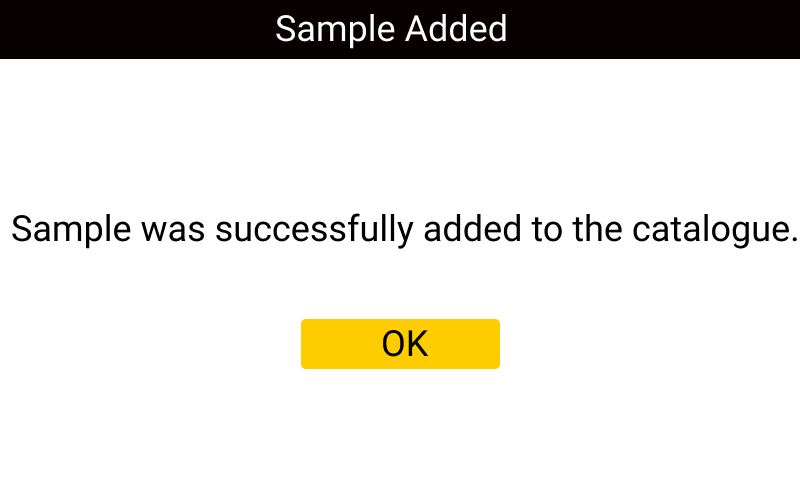 Sample Added
Sample was successfully added to the catalogue.
OK